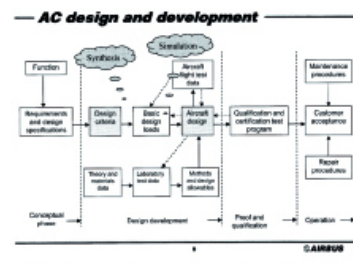 AC design and development
Simulation
Synthesis
Function
Aircraft
flight test
data
Maintenance
procedures
Requirements
and design
specifications
Design
criteria
Basic
design
loads
Aircraft
design
Qualification and
certification test
program
Customer
acceptance
Theory and
materials
data
Laboratory
test data
Methods
and design
allowables
Repair
procedures
Conceptual
phase
Design development
Proof and
qualification
Operation
AIRBUS